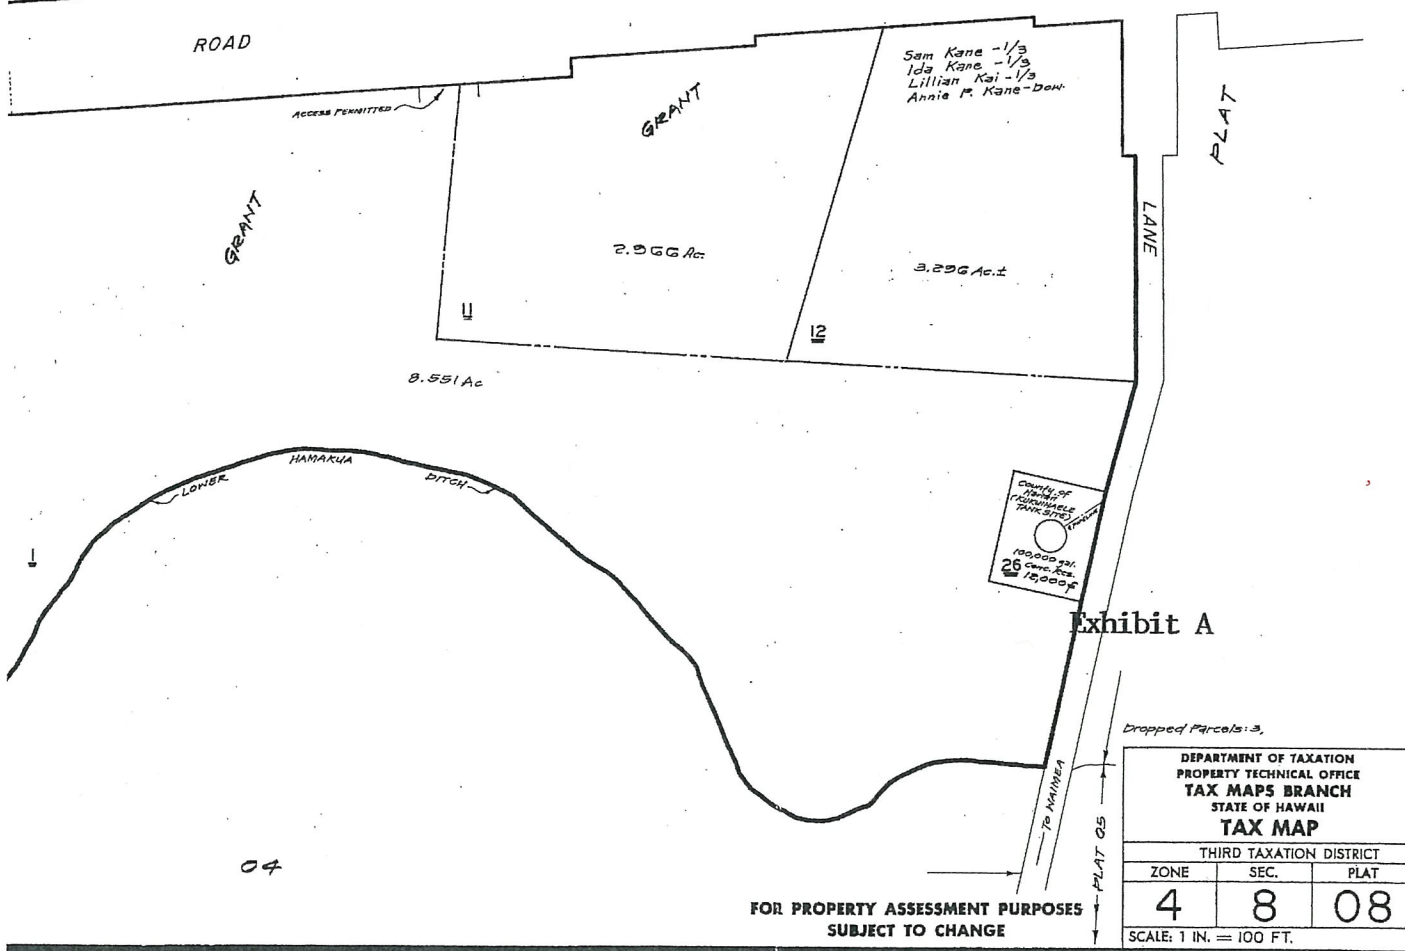 ROAD
ACCESS PERMITTED
GRANT
GRANT
Sam Kane - 1/3
Ida Kane - 1/3
Lillian Kai - 1/3
Annie P. Kane-Dow.
PLAT
LANE
2.966 Ac.
3.296 Ac.±
11
12
8.551 Ac
LOWER
HAMAKUA
DITCH
1
County of
Hawaii
(KUKUIHAELE
TANK SITE)
PIPELINE
100,000 gal.
26
Conc. Res.
Exhibit A
Dropped Parcels: 3,
TO WAIMEA
PLAT 05
04
FOR PROPERTY ASSESSMENT PURPOSES
SUBJECT TO CHANGE
DEPARTMENT OF TAXATION
PROPERTY TECHNICAL OFFICE
TAX MAPS BRANCH
STATE OF HAWAII
TAX MAP
THIRD TAXATION DISTRICT
ZONE SEC. PLAT
4 8 08
SCALE: 1 IN. = 100 FT.